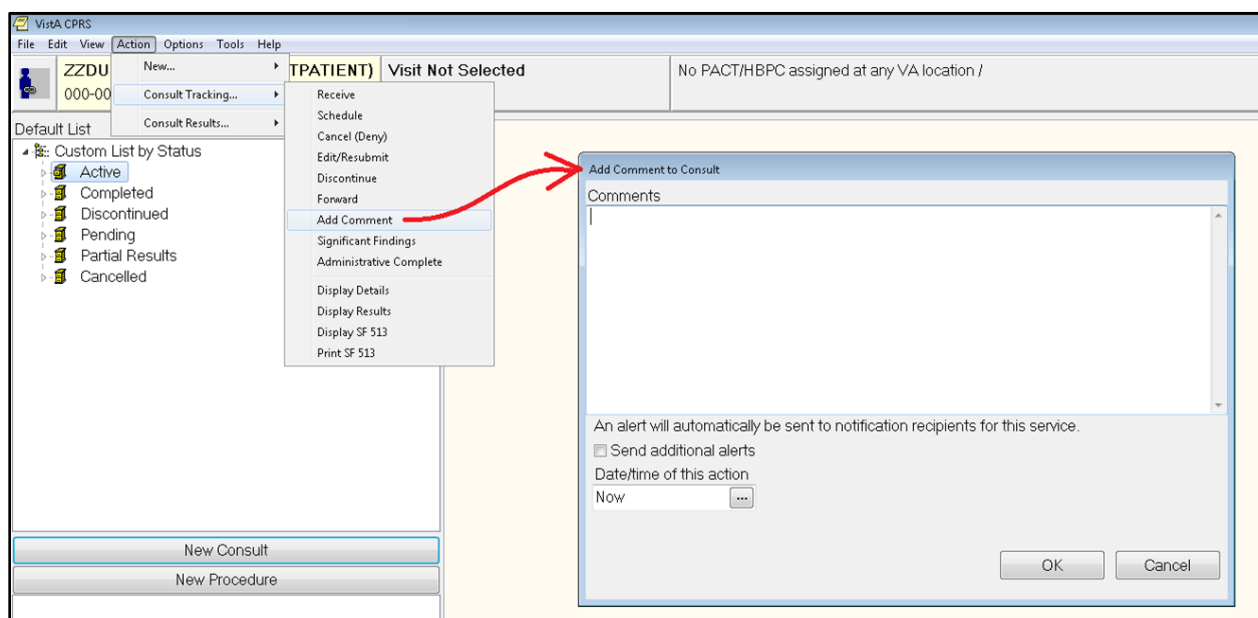 VistA CPRS
File Edit View Action Options Tools Help
ZZDU
000-00
TPATIENT)
Visit Not Selected
No PACT/HBPC assigned at any VA location /
New...
Consult Tracking...
Consult Results...
Receive
Schedule
Cancel (Deny)
Edit/Resubmit
Discontinue
Forward
Add Comment
Significant Findings
Administrative Complete
Display Details
Display Results
Display SF 513
Print SF 513
Default List
Custom List by Status
Active
Completed
Discontinued
Pending
Partial Results
Cancelled
New Consult
New Procedure
Add Comment to Consult
Comments
An alert will automatically be sent to notification recipients for this service.
Send additional alerts
Date/time of this action
Now ...
OK Cancel